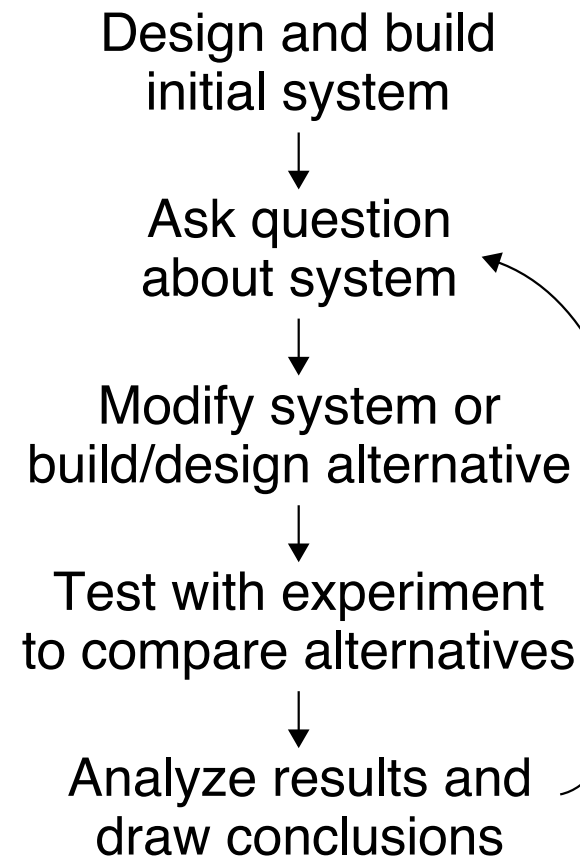 Design and build
initial system
Ask question
about system
Modify system or
build/design alternative
Test with experiment
to compare alternatives
Analyze results and
draw conclusions